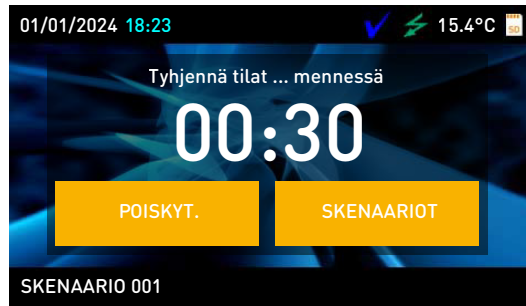 01/01/2024 18:23 15.4°C SD
Tyhjennä tilat ... mennessä
00:30
POISKYT. SKENAARIOT
SKENAARIO 001